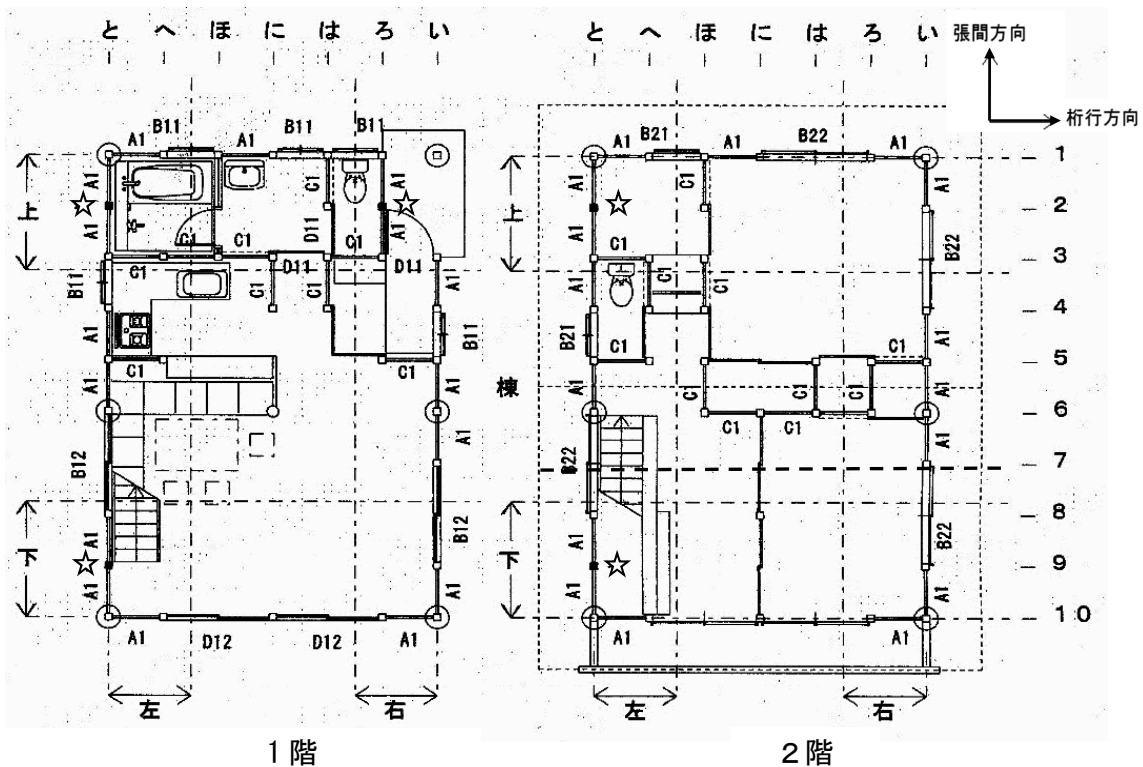 とへほにはろい
とへほにはろい
張間方向
桁行方向
B11 B11 B11
A1 A1
A1 C1 A1
☆ ☆
上
A1 C1 C1 D11 C1 A1
C1 D11 D11
B11 C1 C1 A1
A1 B11
C1 C1
A1
A1
B12
下
A1 B12
☆
A1 A1
A1 D12 D12 A1
左 右
1階
B21 B22
A1 A1
A1 C1 A1
☆
上
A1 C1 B22
A1 C1
B21 A1
C1 C1
棟
A1 C1 A1
C1 C1
A1
B22
下
A1 B22
☆
A1 A1
A1 A1
左 右
2階
1
2
3
4
5
6
7
8
9
10